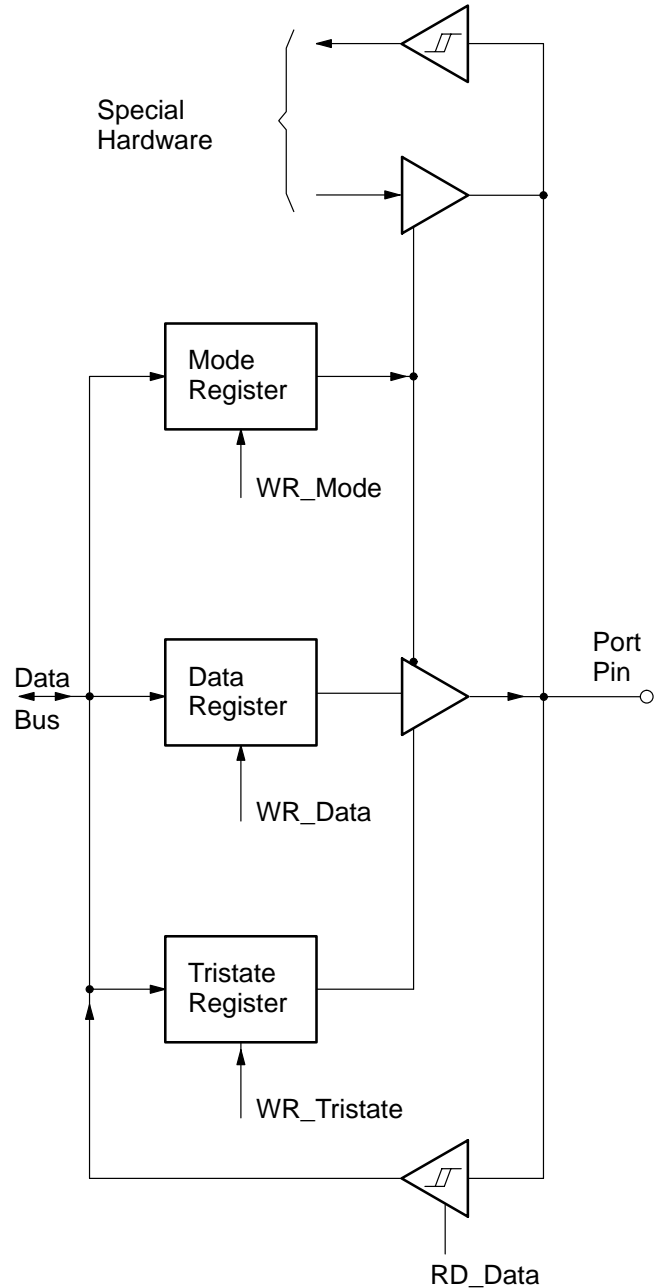 Special
Hardware
Mode
Register
WR_Mode
Data
Bus
Data
Register
Port
Pin
WR_Data
Tristate
Register
WR_Tristate
RD_Data